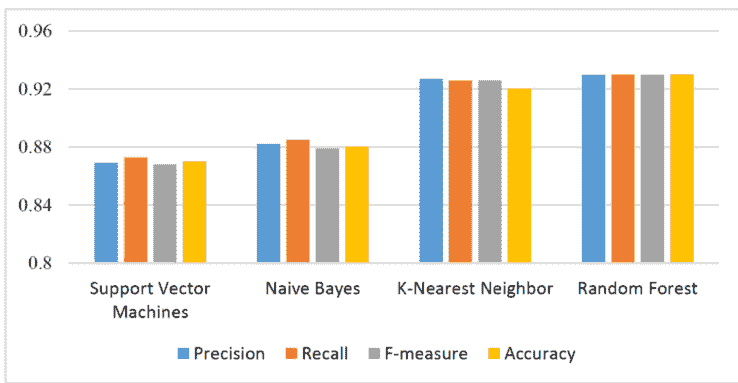 0.96
0.92
0.88
0.84
0.8
Support Vector
Machines
Naive Bayes
K-Nearest Neighbor
Random Forest
Precision
Recall
F-measure
Accuracy